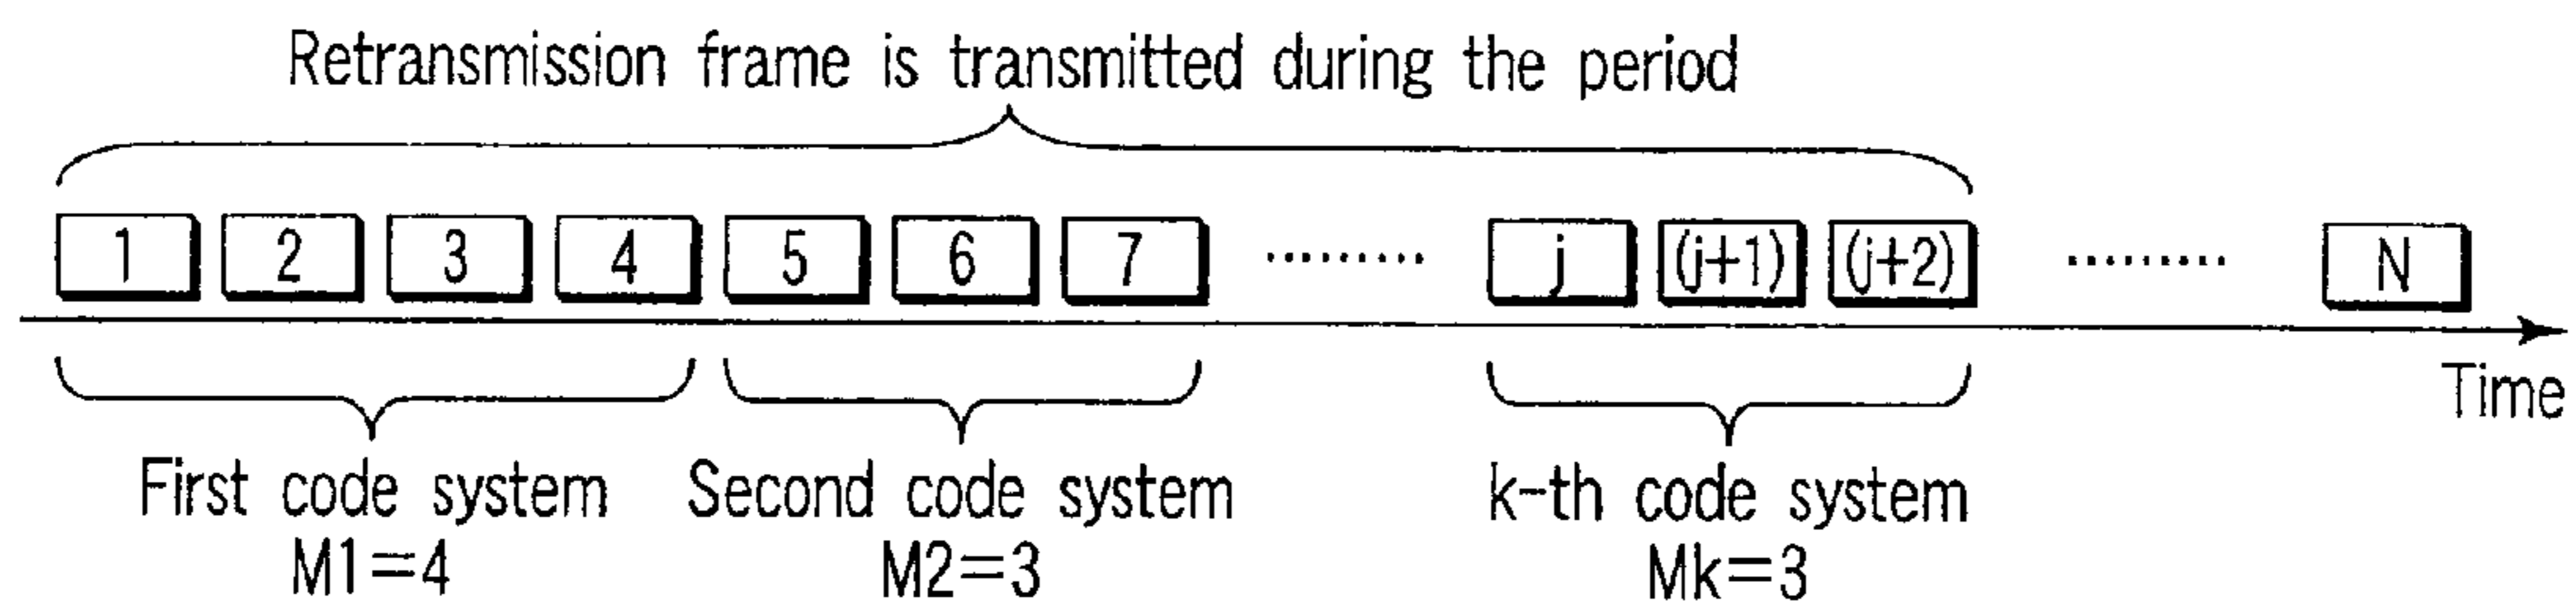 Retransmission frame is transmitted during the period
1 2 3 4 5 6 7 ········· j (j+1) (j+2) ········· N
Time
First code system Second code system k-th code system
M1=4 M2=3 Mk=3